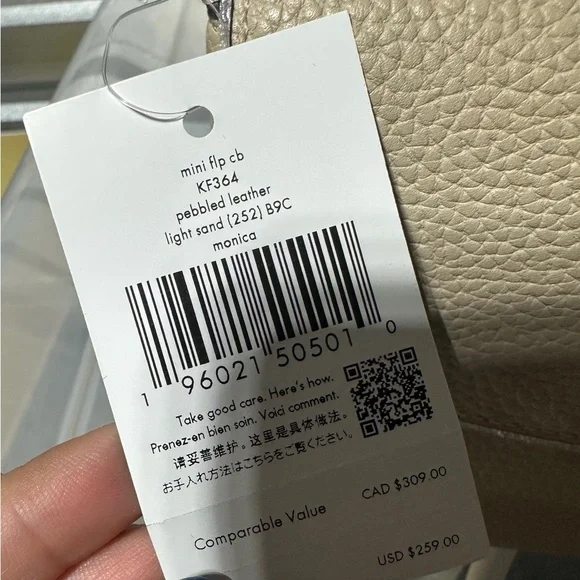 mini flp cb
KF364
pebbled leather
light sand (252) B9C
monica
1 96021 50501 0
Take good care. Here's how.
Prenez-en bien soin. Voici comment.
请妥善维护。这里是具体做法。
お手入れ方法はこちらをご覧ください。
Comparable Value CAD $309.00
USD $259.00